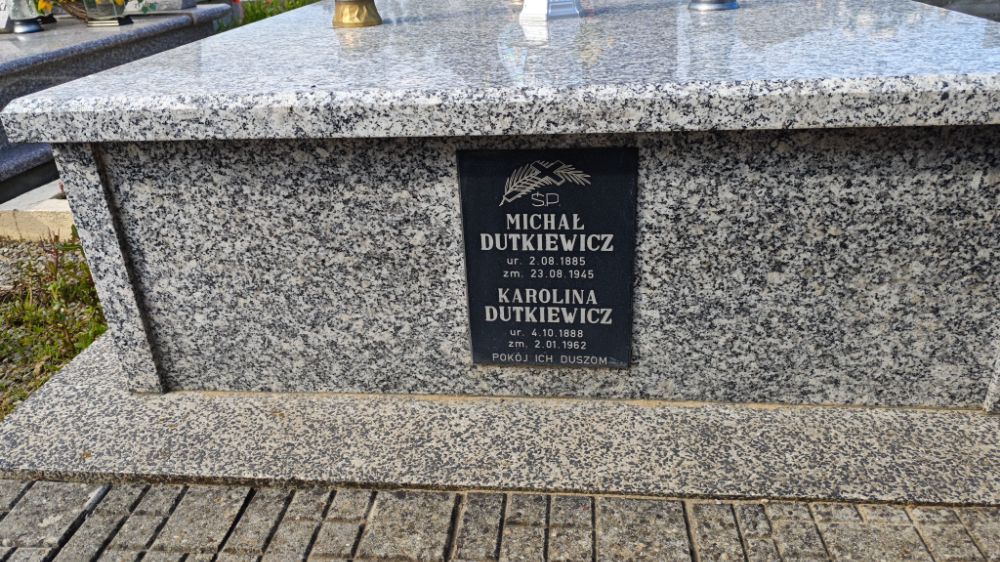 Ś.P.
MICHAŁ
DUTKIEWICZ
ur. 2.08.1885
zm. 23.08.1945
KAROLINA
DUTKIEWICZ
ur. 4.10.1888
zm. 2.01.1962
POKÓJ ICH DUSZOM